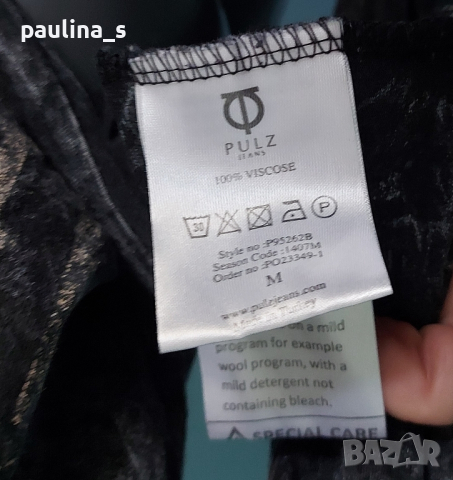 paulina_s
PULZ
JEANS
100% VISCOSE
30 P
Style no :P95262B
Season Code :1407M
Order no :PO23349-1
M
www.pulzjeans.com
Made in Turkey
on a mild
program for example
wool program, with a
mild detergent not
containing bleach.
SPECIAL CARE
BAZAR